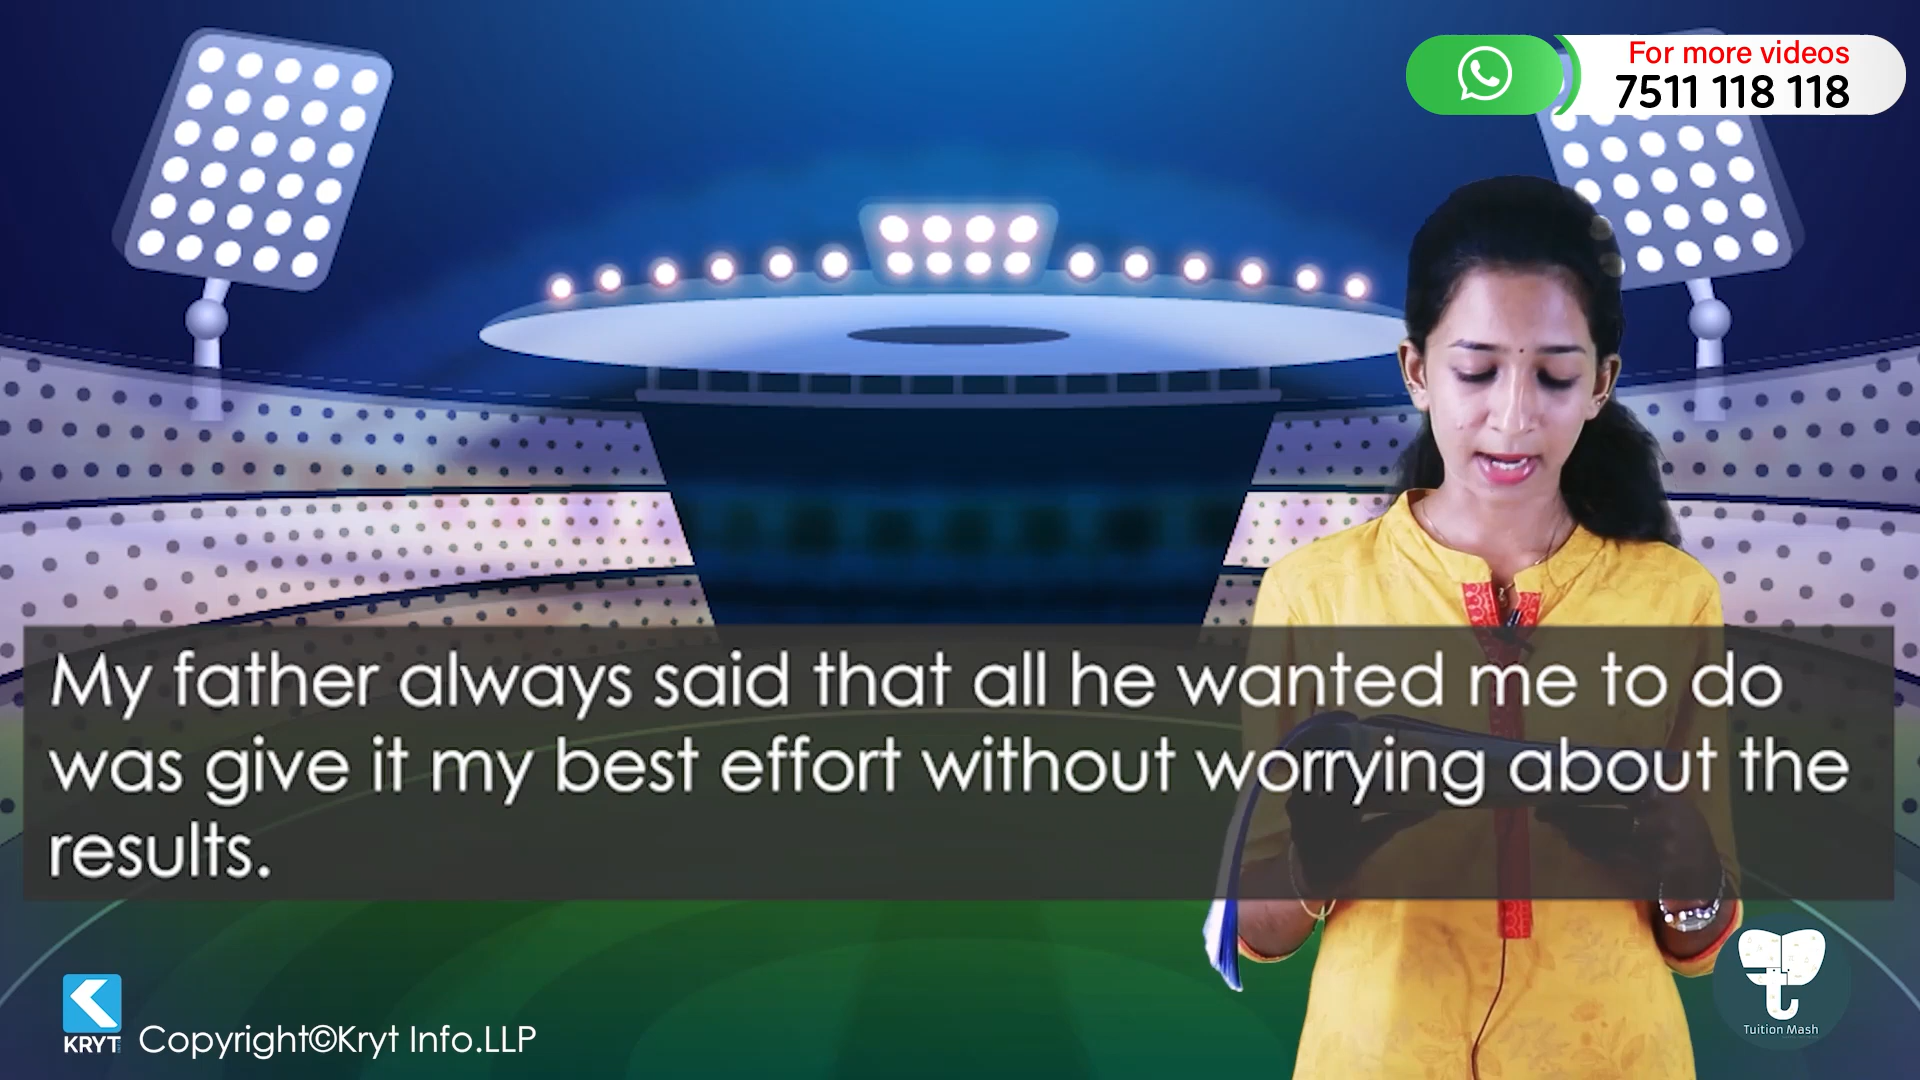 For more videos
7511 118 118
My father always said that all he wanted me to do
was give it my best effort without worrying about the
results.
KRYT
Copyright©Kryt Info.LLP
Tuition Mash